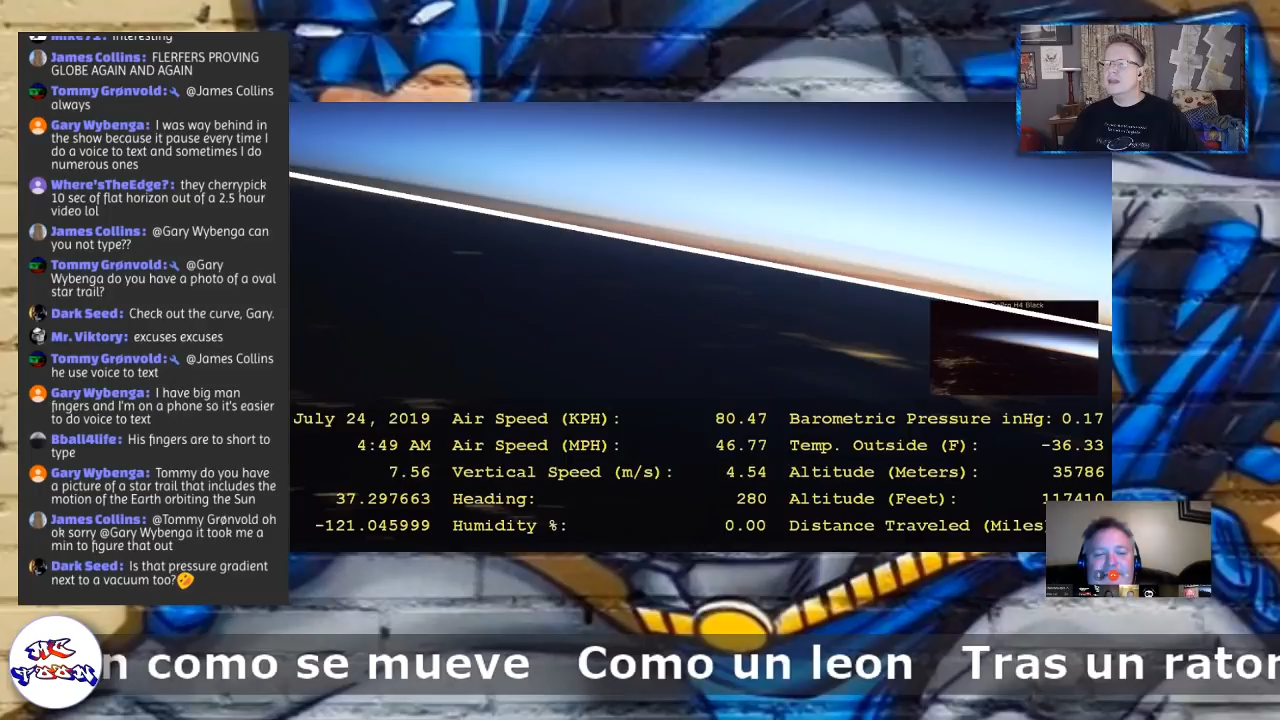 Mike71: interesting
James Collins: FLERFERS PROVING
GLOBE AGAIN AND AGAIN
Tommy Grønvold: @James Collins
always
Gary Wybenga: I was way behind in
the show because it pause every time I
do a voice to text and sometimes I do
numerous ones
Where'sTheEdge?: they cherrypick
10 sec of flat horizon out of a 2.5 hour
video lol
James Collins: @Gary Wybenga can
you not type??
Tommy Grønvold: @Gary
Wybenga do you have a photo of a oval
star trail?
Dark Seed: Check out the curve, Gary.
Mr. Viktory: excuses excuses
Tommy Grønvold: @James Collins
he use voice to text
Gary Wybenga: I have big man
fingers and I'm on a phone so it's easier
to do voice to text
Bball4life: His fingers are to short to
type
Gary Wybenga: Tommy do you have
a picture of a star trail that includes the
motion of the Earth orbiting the Sun
James Collins: @Tommy Grønvold oh
ok sorry @Gary Wybenga it took me a
min to figure that out
Dark Seed: Is that pressure gradient
next to a vacuum too?
H4 Black
July 24, 2019 Air Speed (KPH): 80.47 Barometric Pressure inHg: 0.17
4:49 AM Air Speed (MPH): 46.77 Temp. Outside (F): -36.33
7.56 Vertical Speed (m/s): 4.54 Altitude (Meters): 35786
37.297663 Heading: 280 Altitude (Feet): 117410
-121.045999 Humidity %: 0.00 Distance Traveled (Miles)
MC
TOON
n como se mueve Como un leon Tras un raton